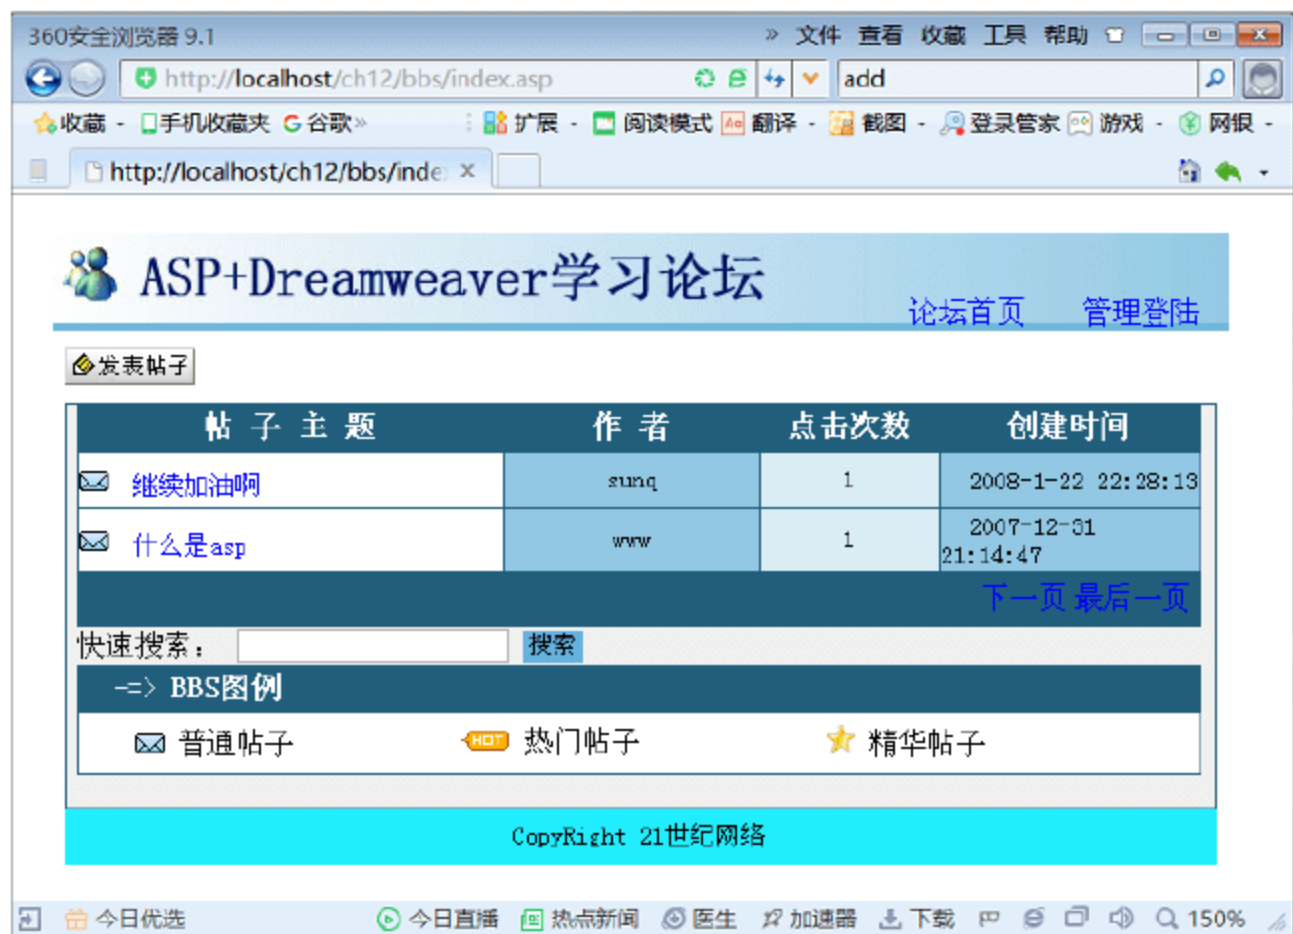 360安全浏览器 9.1 » 文件 查看 收藏 工具 帮助
http://localhost/ch12/bbs/index.asp add
收藏 手机收藏夹 G 谷歌» 扩展 阅读模式 Aa 翻译 截图 登录管家 游戏 网银
http://localhost/ch12/bbs/inde
ASP+Dreamweaver学习论坛
论坛首页 管理登陆
发表帖子
帖 子 主 题 作 者 点击次数 创建时间
继续加油啊 sunq 1 2008-1-22 22:28:13
什么是asp www 1 2007-12-31
21:14:47
下一页 最后一页
快速搜索: 搜索
-=> BBS图例
普通帖子 HOT 热门帖子 精华帖子
CopyRight 21世纪网络
今日优选 今日直播 热点新闻 医生 加速器 下载 150%